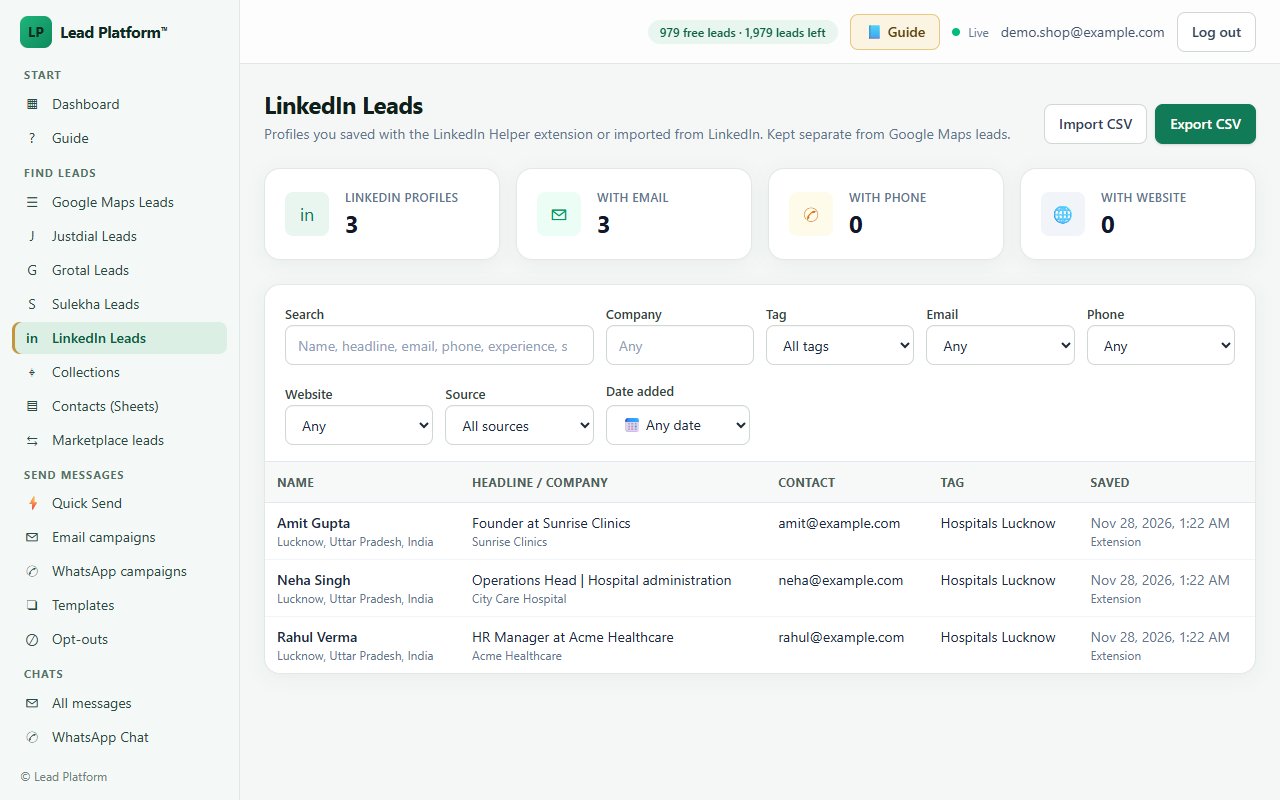 LP Lead Platform™
979 free leads · 1,979 leads left
Guide
Live
demo.shop@example.com
Log out
START
Dashboard
? Guide
FIND LEADS
Google Maps Leads
J Justdial Leads
G Grotal Leads
S Sulekha Leads
in LinkedIn Leads
Collections
Contacts (Sheets)
Marketplace leads
SEND MESSAGES
Quick Send
Email campaigns
WhatsApp campaigns
Templates
Opt-outs
CHATS
All messages
WhatsApp Chat
© Lead Platform
LinkedIn Leads
Profiles you saved with the LinkedIn Helper extension or imported from LinkedIn. Kept separate from Google Maps leads.
Import CSV
Export CSV
in LINKEDIN PROFILES
3
WITH EMAIL
3
WITH PHONE
0
WITH WEBSITE
0
Search Company Tag Email Phone
Name, headline, email, phone, experience, s Any All tags Any Any
Website Source Date added
Any All sources Any date
NAME HEADLINE / COMPANY CONTACT TAG SAVED
Amit Gupta Founder at Sunrise Clinics amit@example.com Hospitals Lucknow Nov 28, 2026, 1:22 AM
Lucknow, Uttar Pradesh, India Sunrise Clinics Extension
Neha Singh Operations Head | Hospital administration neha@example.com Hospitals Lucknow Nov 28, 2026, 1:22 AM
Lucknow, Uttar Pradesh, India City Care Hospital Extension
Rahul Verma HR Manager at Acme Healthcare rahul@example.com Hospitals Lucknow Nov 28, 2026, 1:22 AM
Lucknow, Uttar Pradesh, India Acme Healthcare Extension